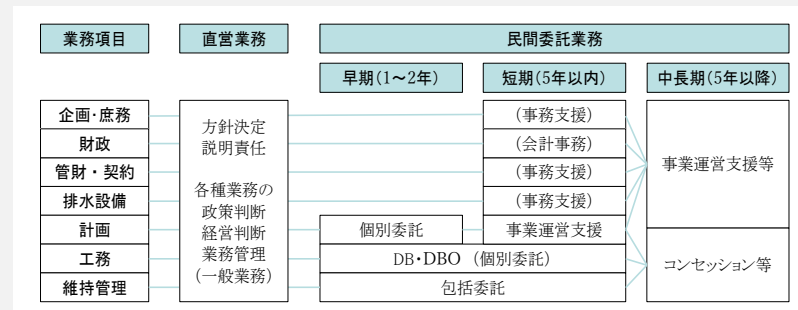 業務項目
直営業務
民間委託業務
早期(1～2年)
短期(5年以内)
中長期(5年以降)
企画・庶務
財政
管財・契約
排水設備
計画
工務
維持管理
方針決定
説明責任
各種業務の
政策判断
経営判断
業務管理
(一般業務)
(事務支援)
(会計事務)
(事務支援)
(事務支援)
個別委託
事業運営支援
DB・DBO (個別委託)
包括委託
事業運営支援等
コンセッション等